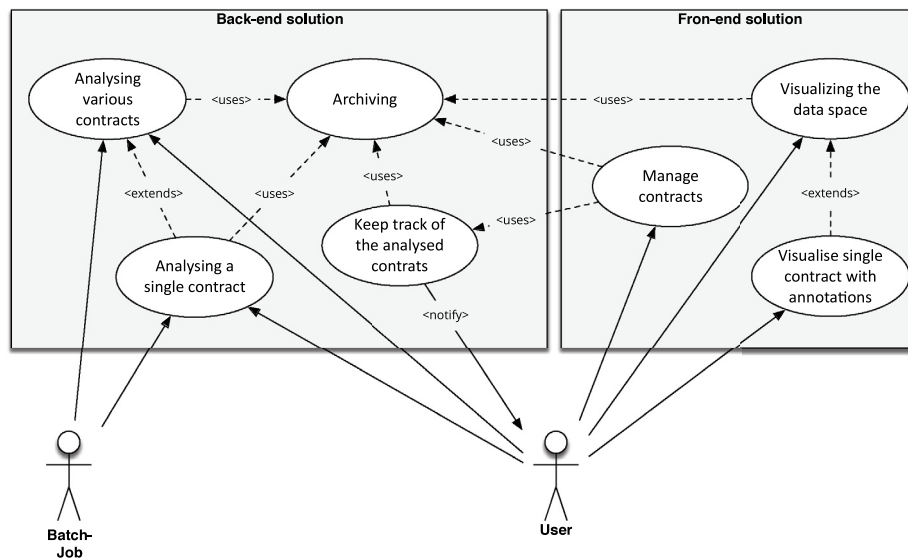 Back-end solution
Fron-end solution
Analysing
various
contracts
<uses>
Archiving
<uses>
Visualizing the
data space
<uses>
<extends>
<uses>
<uses>
Manage
contracts
<extends>
Keep track of
the analysed
contrats
<uses>
Analysing a
single contract
Visualise single
contract with
annotations
<notify>
Batch-
Job
User